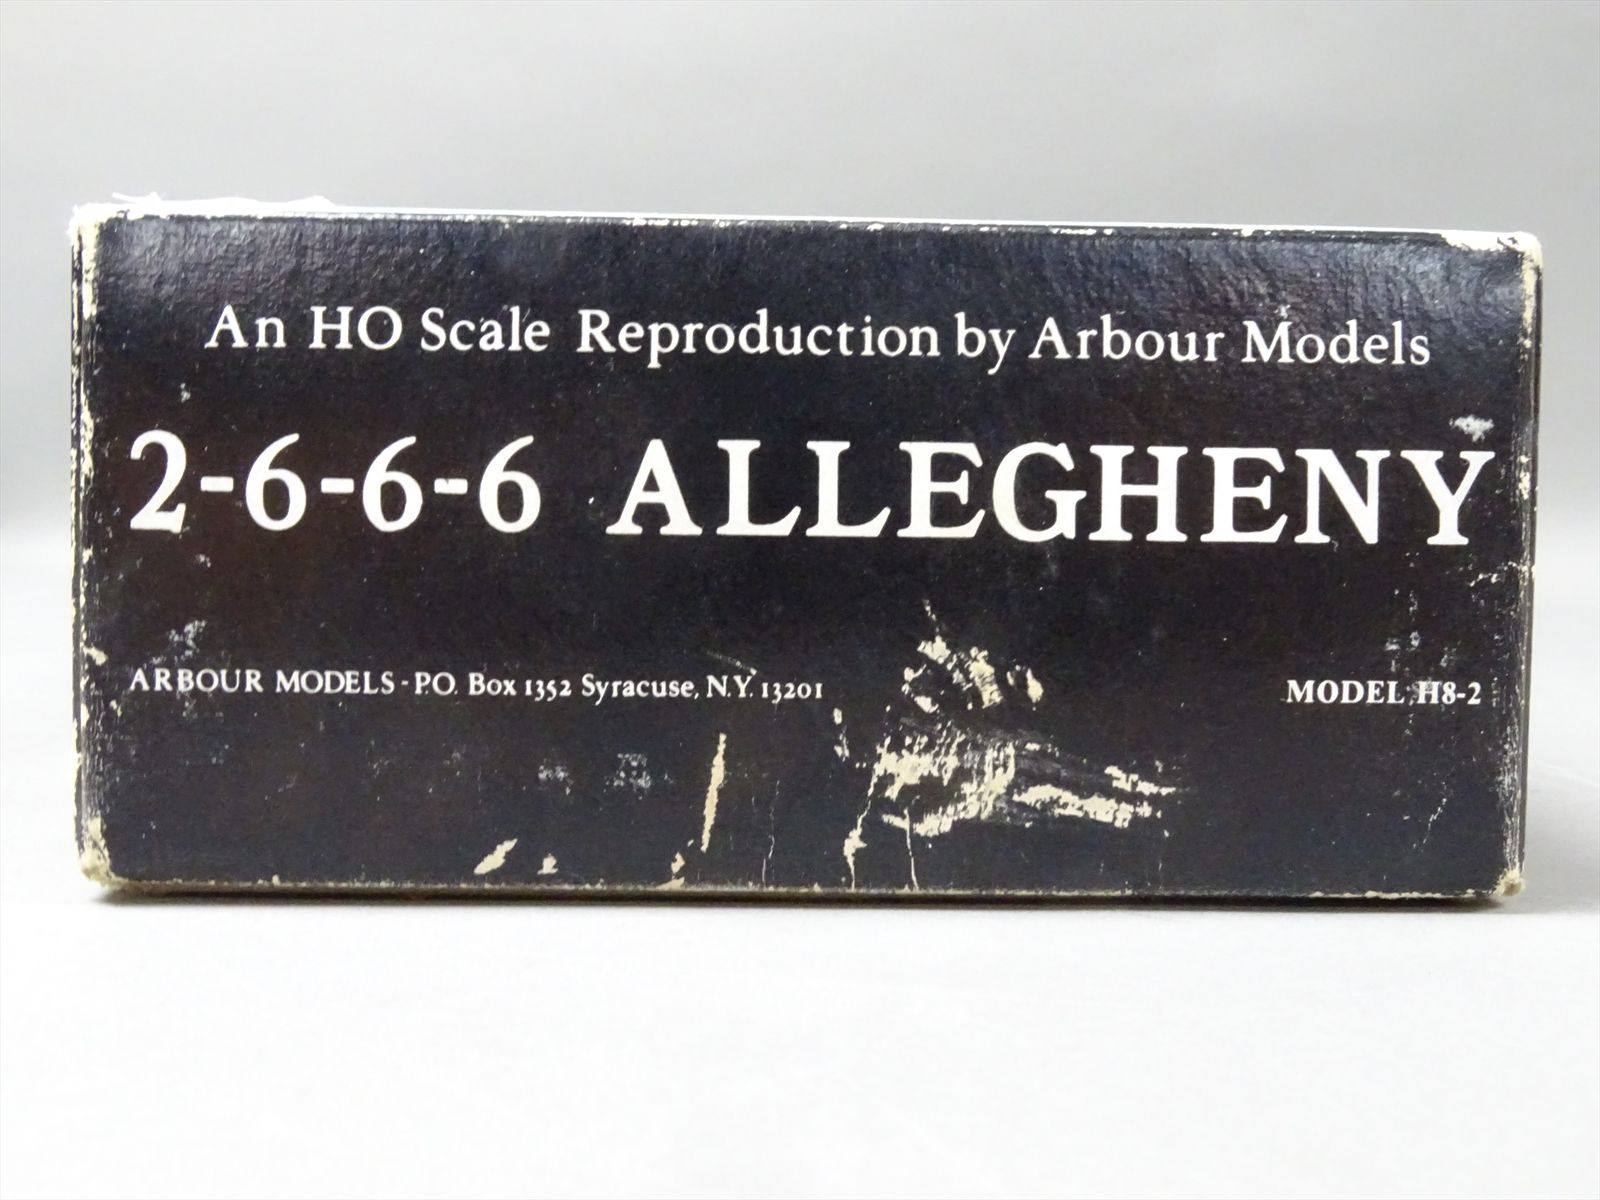 An HO Scale Reproduction by Arbour Models
2-6-6-6 ALLEGHENY
ARBOUR MODELS - P.O. Box 1352 Syracuse, N.Y. 13201 MODEL H8-2